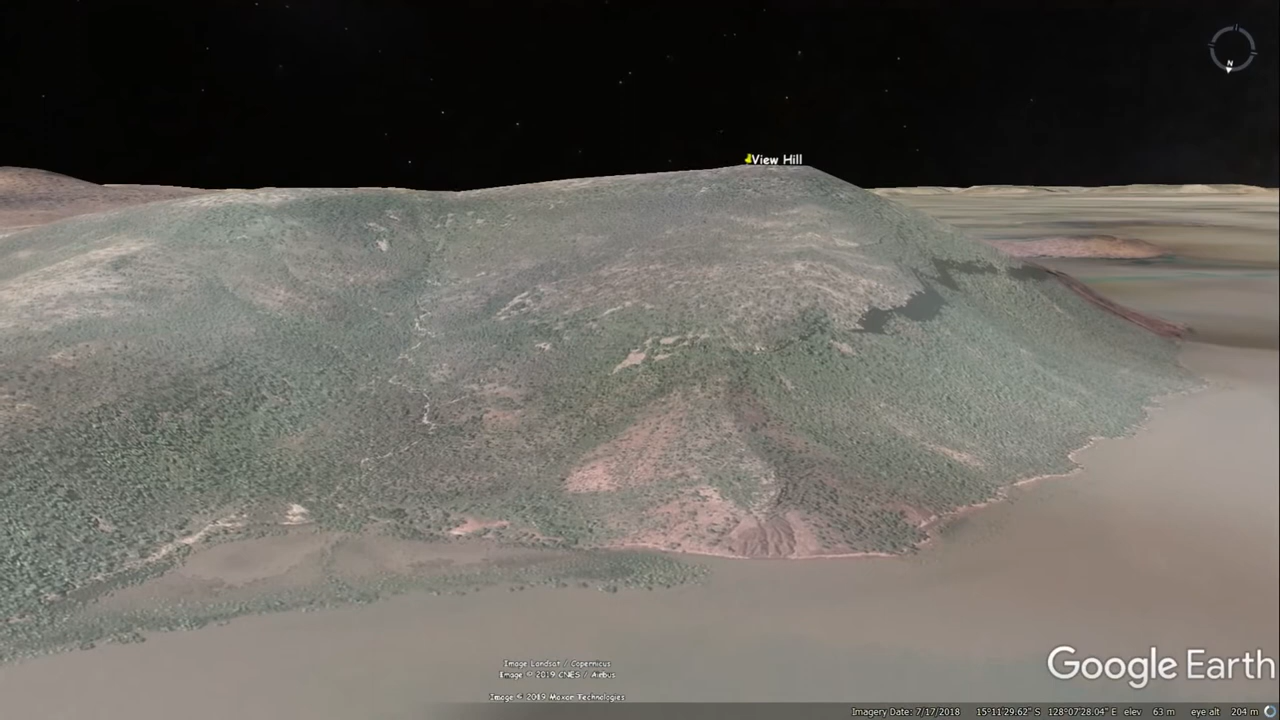 N
View Hill
Image Landsat / Copernicus
Image © 2019 CNES / Airbus
Image © 2019 Maxar Technologies
Google Earth
Imagery Date: 7/17/2018 15°11'29.62" S 128°07'28.04" E elev 63 m eye alt 204 m